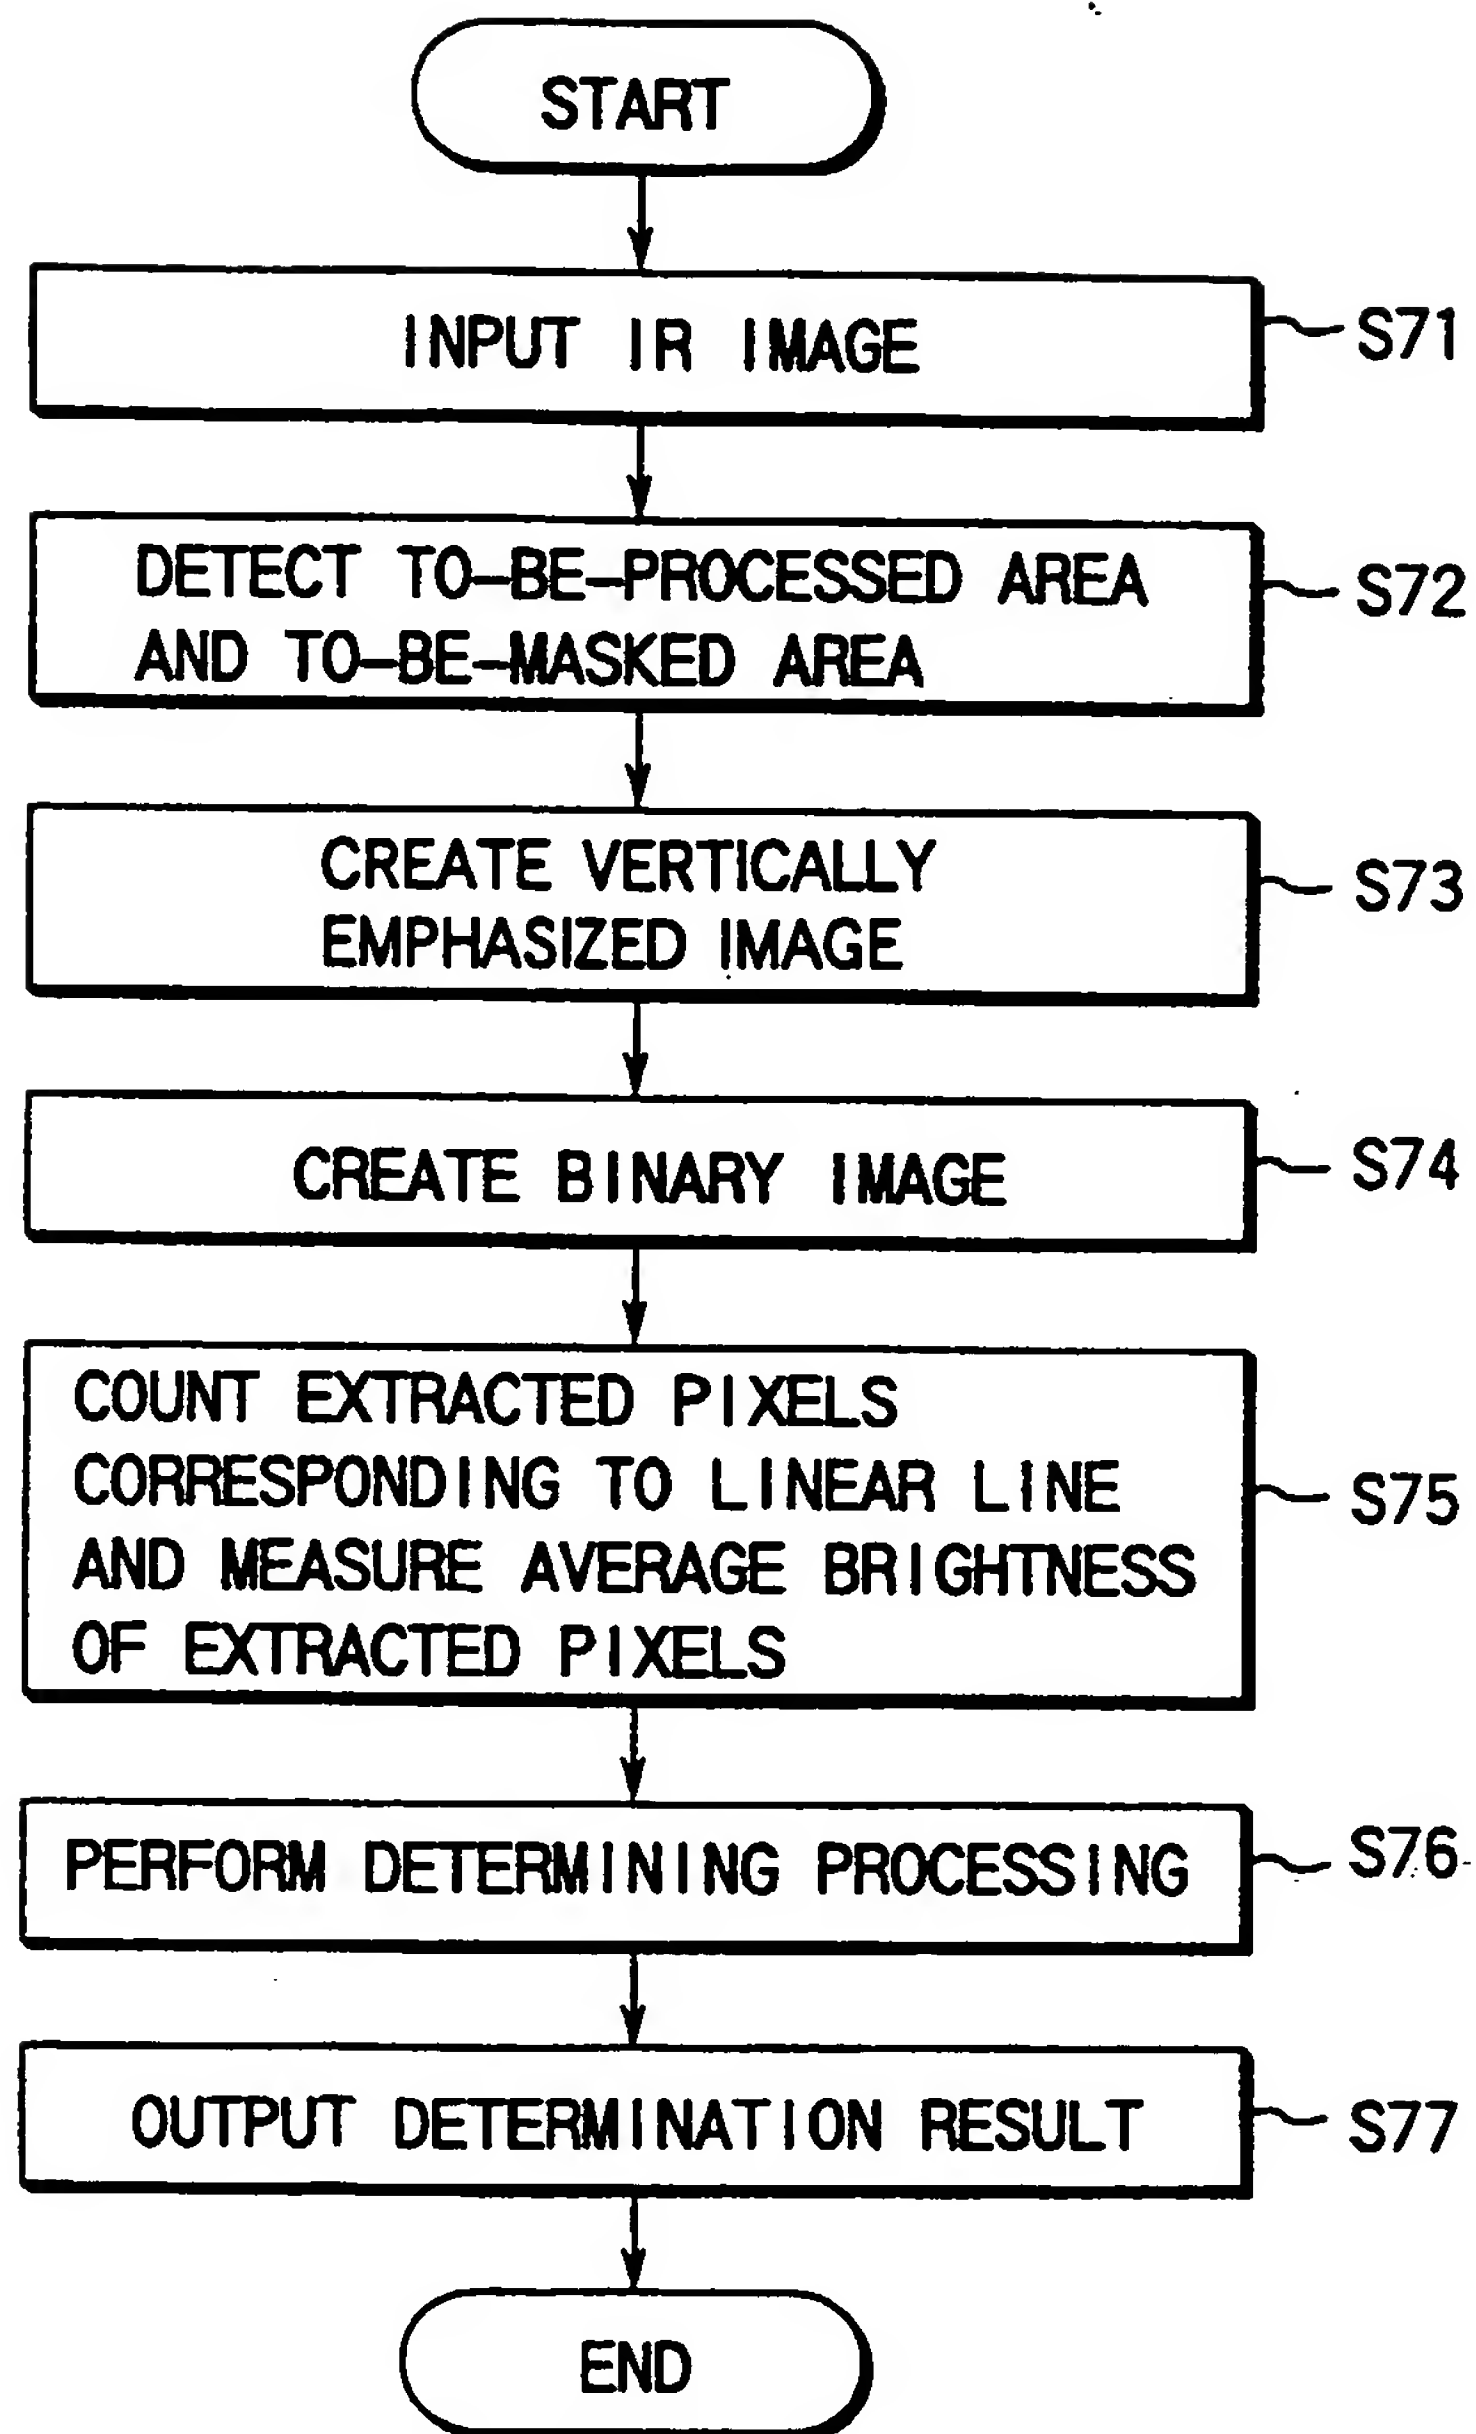 START
INPUT IR IMAGE
S71
DETECT TO-BE-PROCESSED AREA
AND TO-BE-MASKED AREA
S72
CREATE VERTICALLY
EMPHASIZED IMAGE
S73
CREATE BINARY IMAGE
S74
COUNT EXTRACTED PIXELS
CORRESPONDING TO LINEAR LINE
AND MEASURE AVERAGE BRIGHTNESS
OF EXTRACTED PIXELS
S75
PERFORM DETERMINING PROCESSING
S76
OUTPUT DETERMINATION RESULT
S77
END